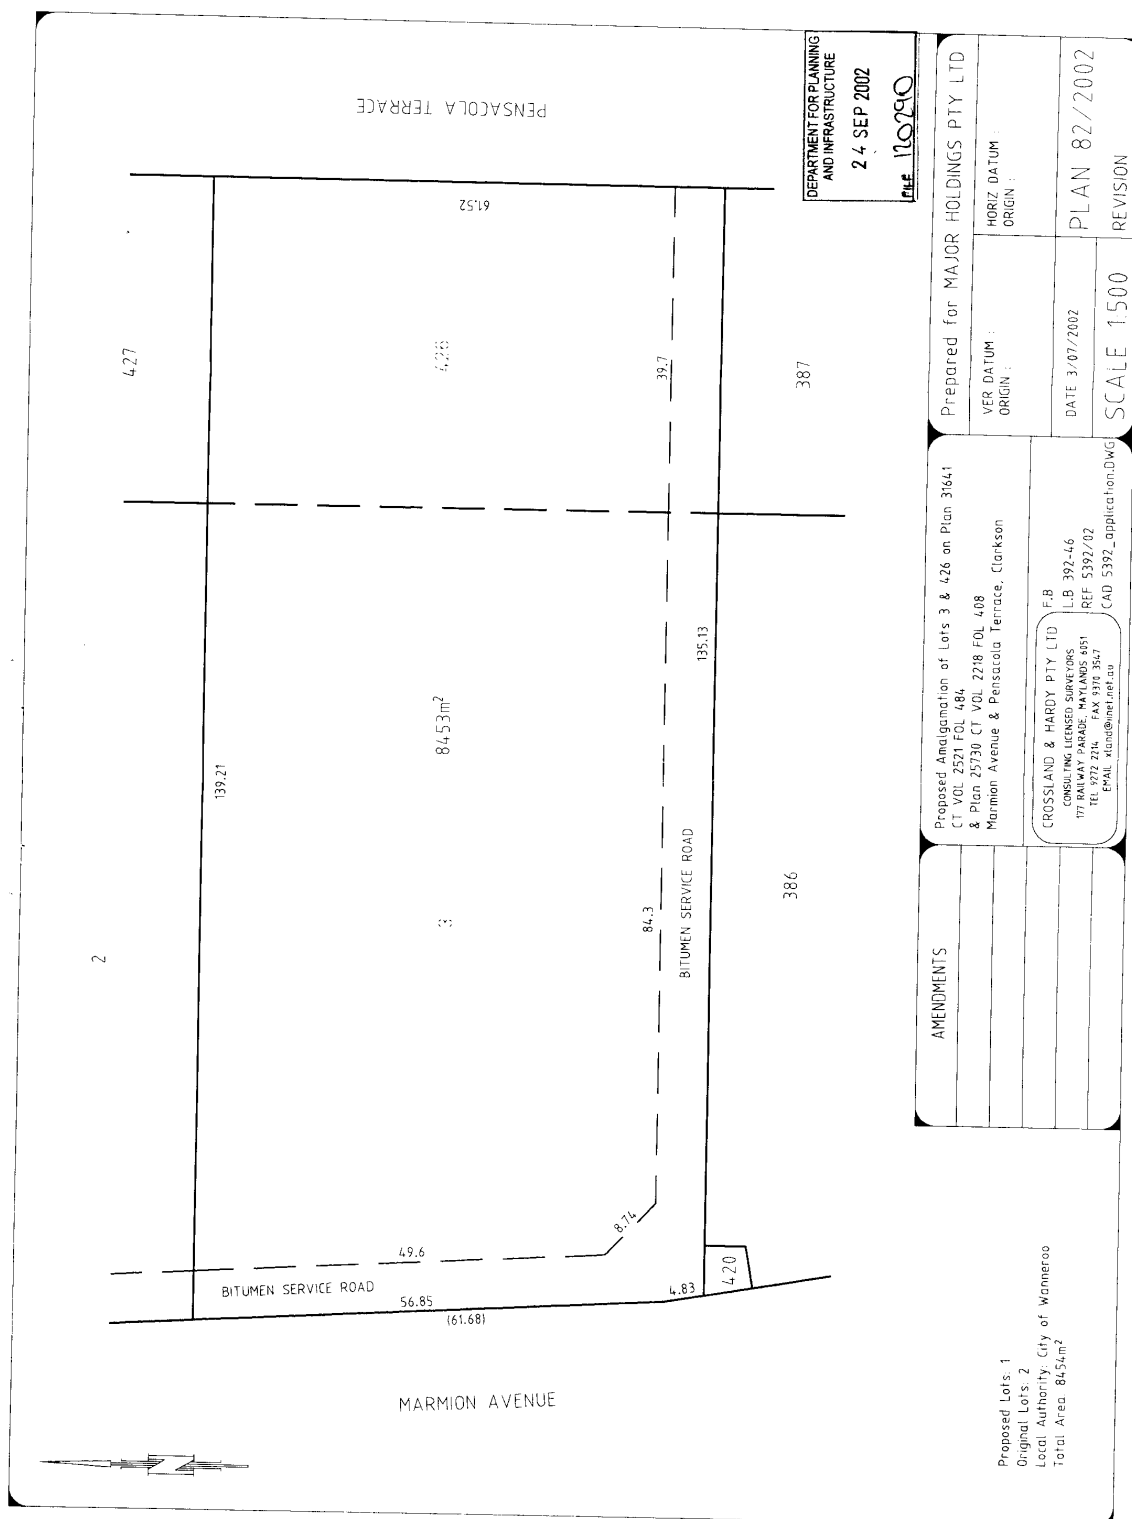 PENSACOLA TERRACE
DEPARTMENT FOR PLANNING
AND INFRASTRUCTURE
24 SEP 2002
FILE 120290
61.52
427
426
39.7
387
139.21
8453m²
135.13
2
3
84.3
BITUMEN SERVICE ROAD
386
8.74
49.6
BITUMEN SERVICE ROAD
56.85
(61.68)
4.83
420
MARMION AVENUE
N
Proposed Lots: 1
Original Lots: 2
Local Authority: City of Wanneroo
Total Area 8454m²
AMENDMENTS
Proposed Amalgamation of Lots 3 & 426 on Plan 31641
CT VOL 2521 FOL 484
& Plan 25730 CT VOL 2218 FOL 408
Marmion Avenue & Pensacola Terrace, Clarkson
CROSSLAND & HARDY PTY LTD
CONSULTING LICENSED SURVEYORS
177 RAILWAY PARADE, MAYLANDS 6051
TEL 9272 2214 FAX 9370 3547
EMAIL xland@iinet.net.au
F.B
L.B 392-46
REF 5392/02
CAD 5392_application.DWG
Prepared for MAJOR HOLDINGS PTY LTD
VER DATUM :
ORIGIN :
HORIZ DATUM :
ORIGIN :
DATE 3/07/2002
PLAN 82/2002
SCALE 1:500
REVISION